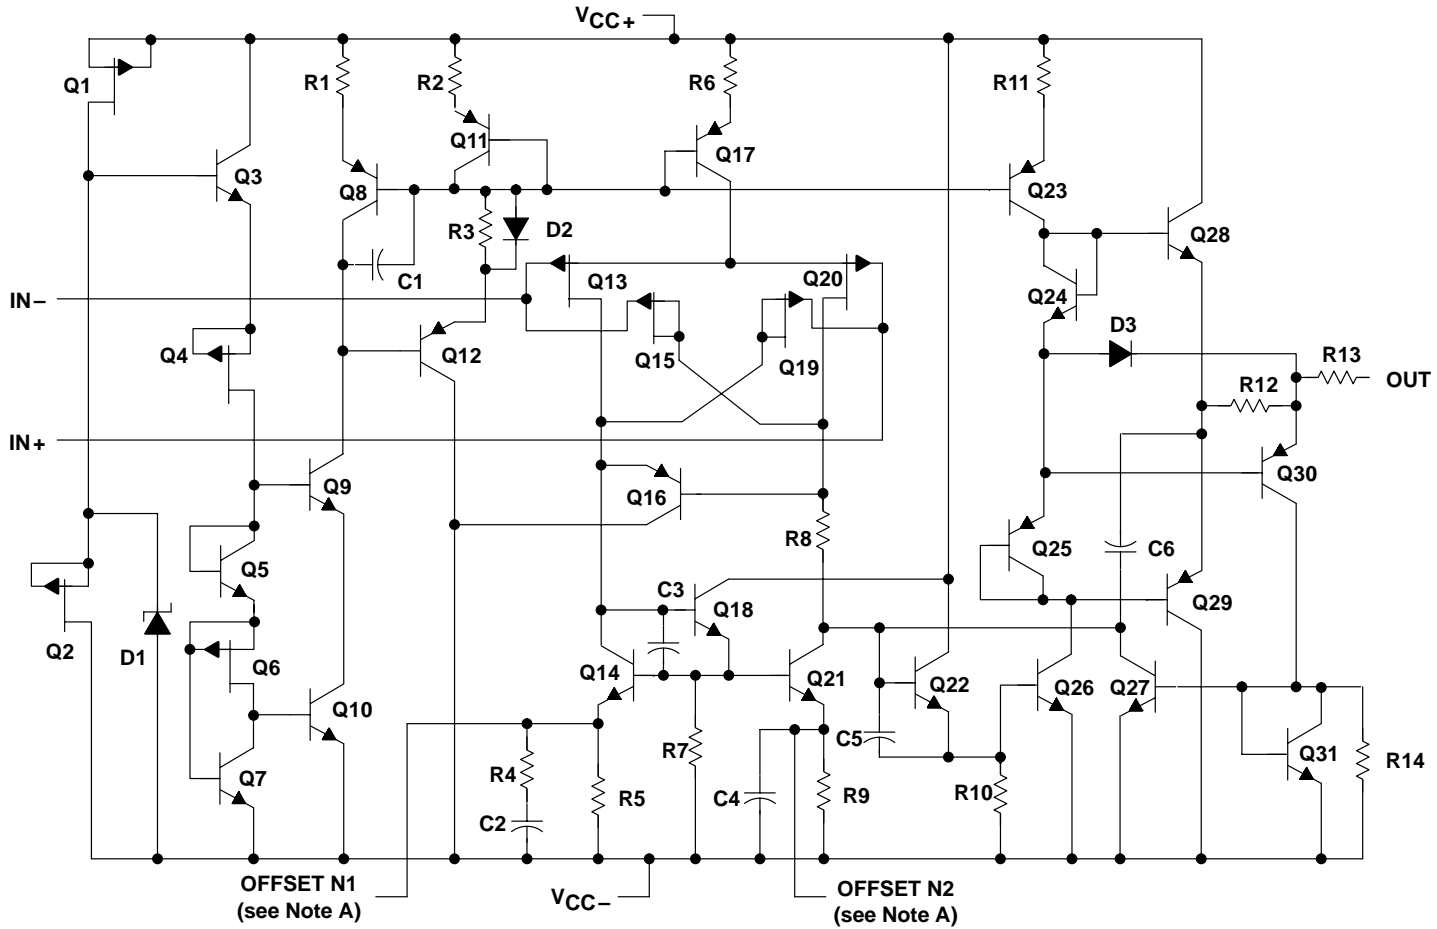 VCC+
Q1
R1
R2
R6
R11
Q11
Q17
Q3
Q8
Q23
R3
D2
Q28
C1
Q13
Q20
IN−
Q24
Q4
Q12
Q15
Q19
D3
R13
OUT
R12
IN+
Q9
Q16
Q30
R8
Q25
C6
Q5
C3
Q18
Q29
Q2
D1
Q6
Q14
Q21
Q22
Q26
Q27
Q10
Q7
R4
R7
C5
Q31
R14
R5
C4
R9
R10
C2
OFFSET N1
(see Note A)
VCC−
OFFSET N2
(see Note A)